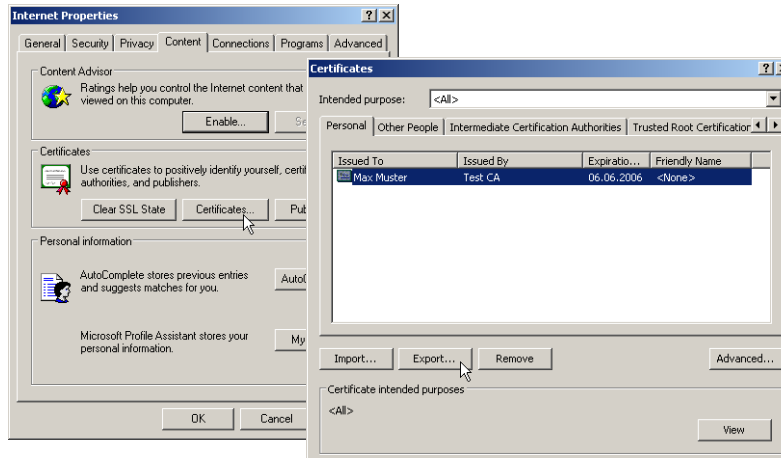 Internet Properties
General Security Privacy Content Connections Programs Advanced
Content Advisor
Ratings help you control the Internet content that
viewed on this computer.
Enable...
Certificates
Use certificates to positively identify yourself,
authorities, and publishers.
Clear SSL State Certificates...
Personal information
AutoComplete stores previous entries
and suggests matches for you.
Microsoft Profile Assistant stores your
personal information.
My
OK Cancel
Certificates
Intended purpose: <All>
Personal Other People Intermediate Certification Authorities Trusted Root Certification
Issued To Issued By Expiratio... Friendly Name
Max Muster Test CA 06.06.2006 <None>
Import... Export... Remove Advanced...
Certificate intended purposes
<All>
View